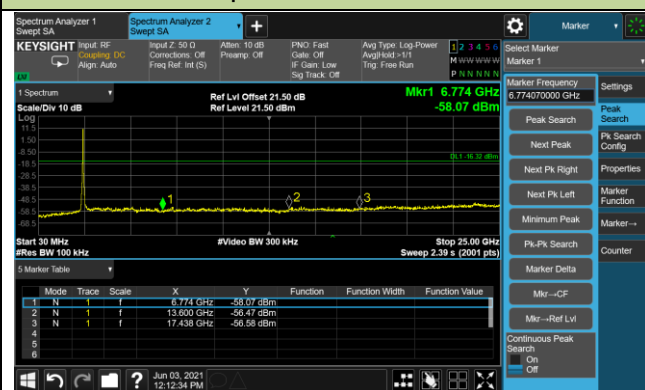 Spectrum Analyzer 1
Swept SA
Spectrum Analyzer 2
Swept SA
+
Marker
KEYSIGHT
Input: RF
Coupling: DC
Align: Auto
Input Z: 50 Ω
Corrections: Off
Freq Ref: Int (S)
Atten: 10 dB
Preamp: Off
PNO: Fast
Gate: Off
IF Gain: Low
Sig Track: Off
Avg Type: Log-Power
Avg|Hold:>1/1
Trig: Free Run
1 2 3 4 5 6
M W W W W W
P N N N N N
Select Marker
Marker 1
1 Spectrum
Scale/Div 10 dB
Ref Lvl Offset 21.50 dB
Ref Level 21.50 dBm
Mkr1 6.774 GHz
-58.07 dBm
Log
11.5
1.50
-8.50
-18.5
-28.5
-38.5
-48.5
-58.5
-68.5
DL1 -16.32 dBm
1
2
3
Start 30 MHz
#Res BW 100 kHz
#Video BW 300 kHz
Stop 25.00 GHz
Sweep 2.39 s (2001 pts)
5 Marker Table
Mode Trace Scale X Y Function Function Width Function Value
1 N 1 f 6.774 GHz -58.07 dBm
2 N 1 f 13.600 GHz -56.47 dBm
3 N 1 f 17.438 GHz -56.58 dBm
4
5
6
Marker Frequency
6.774070000 GHz
Peak Search
Next Peak
Next Pk Right
Next Pk Left
Minimum Peak
Pk-Pk Search
Marker Delta
Mkr→CF
Mkr→Ref Lvl
Continuous Peak
Search
On
Off
Settings
Peak
Search
Pk Search
Config
Properties
Marker
Function
Marker→
Counter
?
Jun 03, 2021
12:12:34 PM